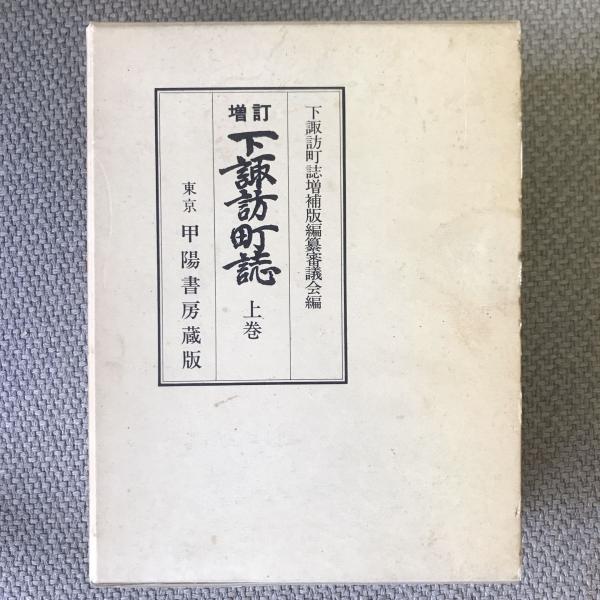 下諏訪町誌増補版編纂審議会編
増訂
下諏訪町誌
上巻
東京 甲陽書房蔵版